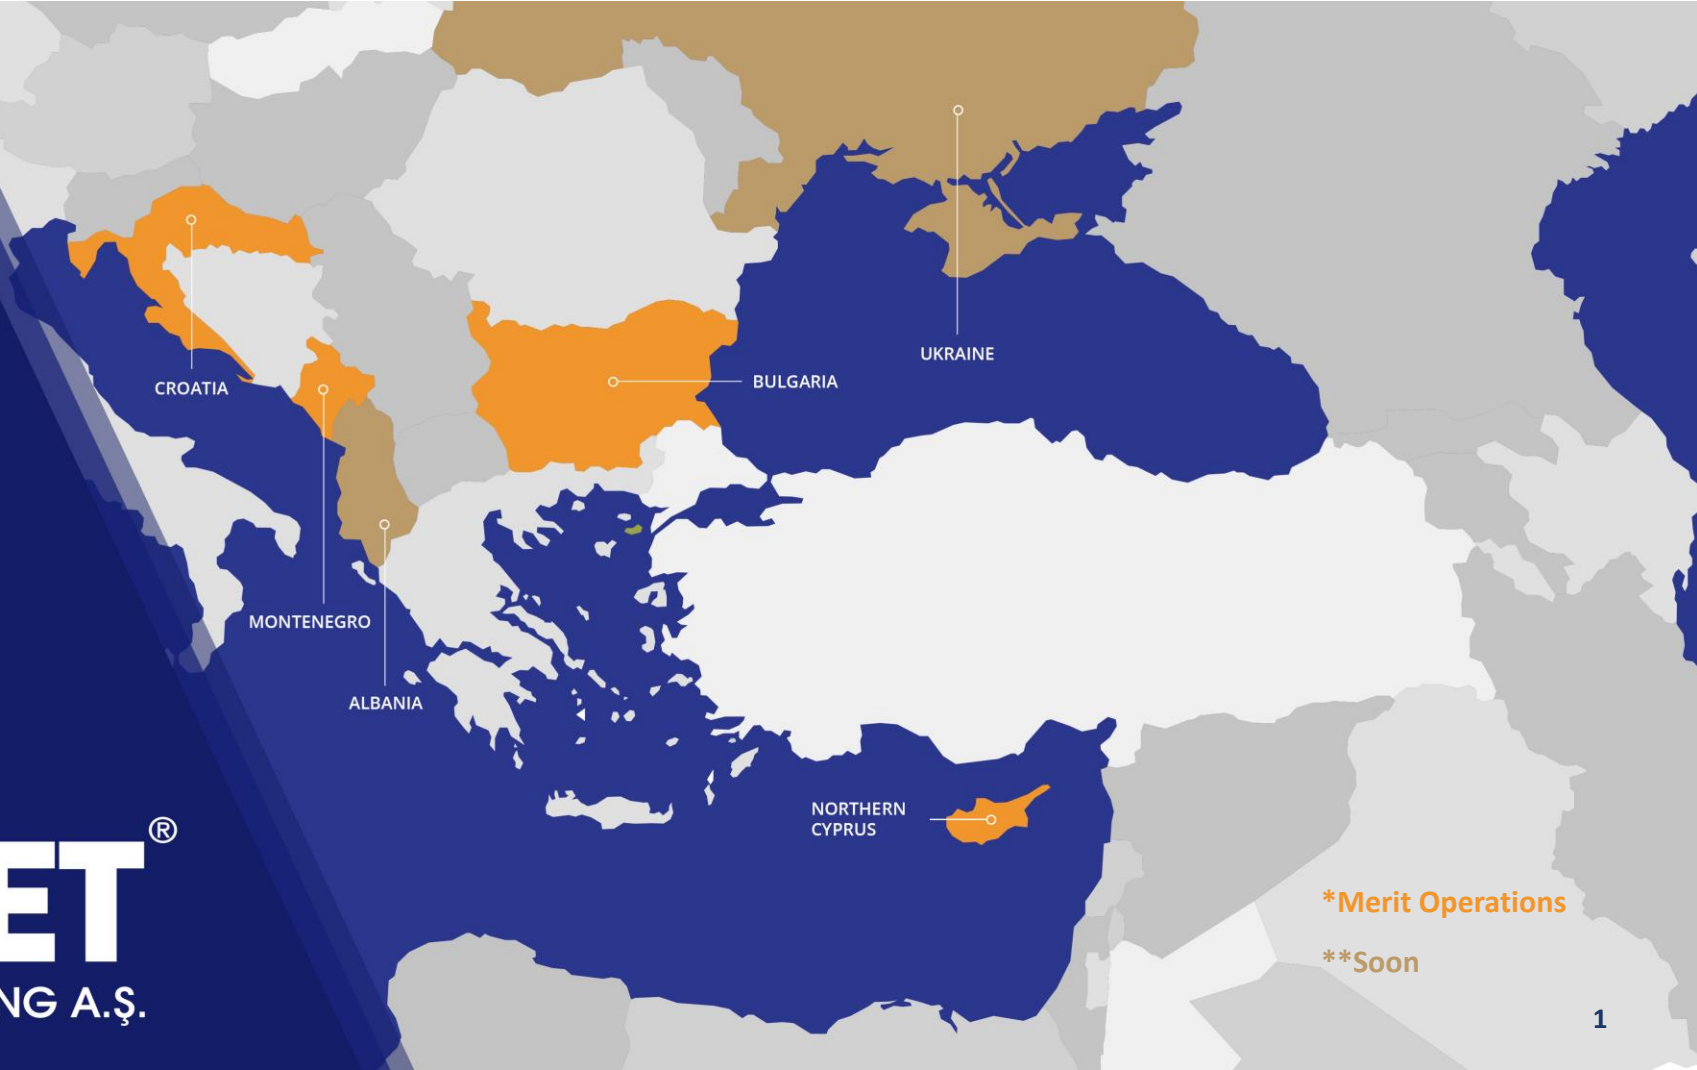 UKRAINE
CROATIA
BULGARIA
MONTENEGRO
ALBANIA
NORTHERN
CYPRUS
*Merit Operations
**Soon
ET®
NG A.Ş.
1